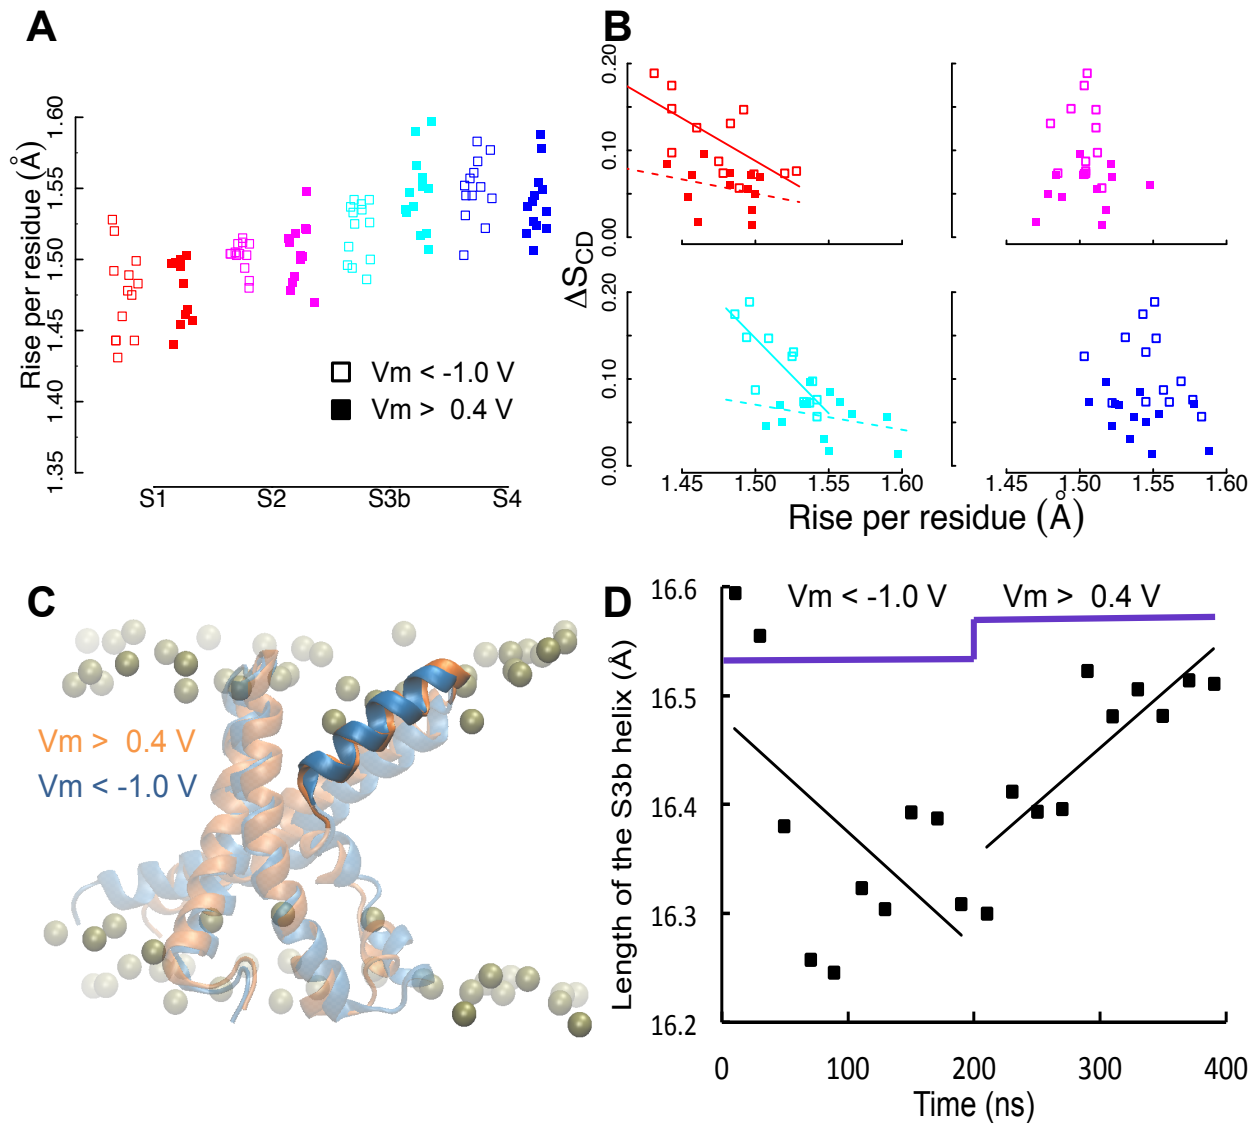 A
Rise per residue (Å)
1.60
1.55
1.50
1.45
1.40
1.35
Vm < -1.0 V
Vm > 0.4 V
S1
S2
S3b
S4
B
ΔSCD
0.20
0.10
0.00
0.20
0.10
0.00
1.45
1.50
1.55
1.60
1.45
1.50
1.55
1.60
Rise per residue (Å)
C
Vm > 0.4 V
Vm < -1.0 V
D
Length of the S3b helix (Å)
16.6
16.5
16.4
16.3
16.2
Vm < -1.0 V
Vm > 0.4 V
0
100
200
300
400
Time (ns)